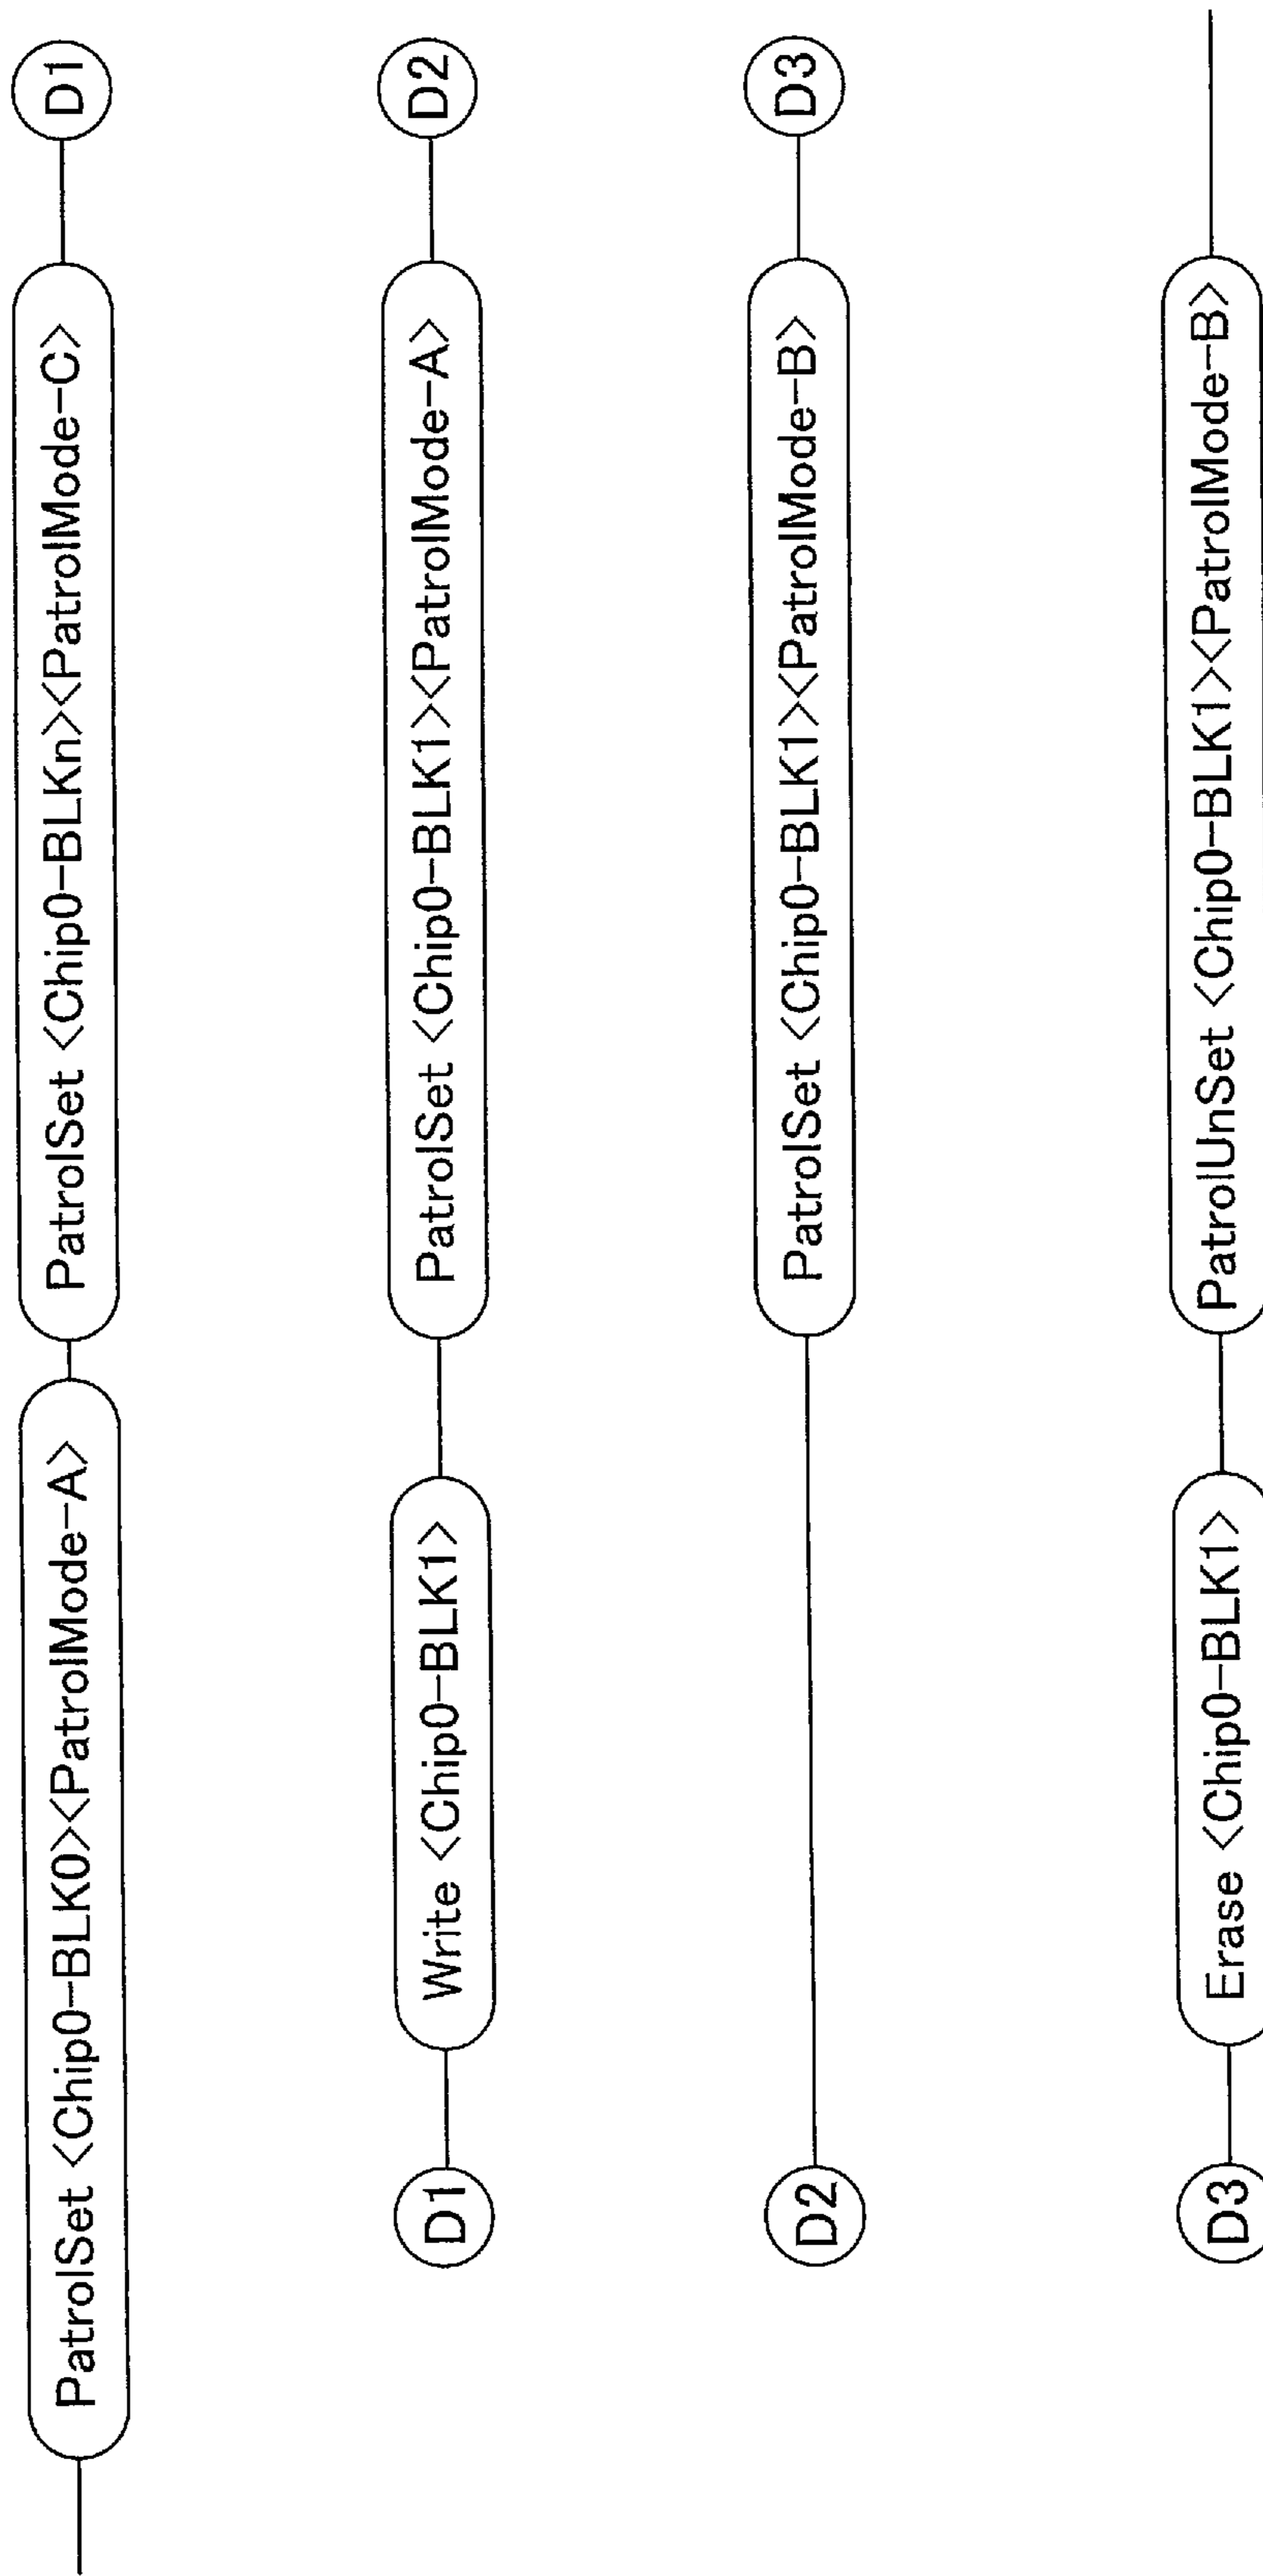 PatrolSet <Chip0-BLK0><PatrolMode-A>
PatrolSet <Chip0-BLKn><PatrolMode-C>
D1
D1
Write <Chip0-BLK1>
PatrolSet <Chip0-BLK1><PatrolMode-A>
D2
D2
PatrolSet <Chip0-BLK1><PatrolMode-B>
D3
D3
Erase <Chip0-BLK1>
PatrolUnSet <Chip0-BLK1><PatrolMode-B>